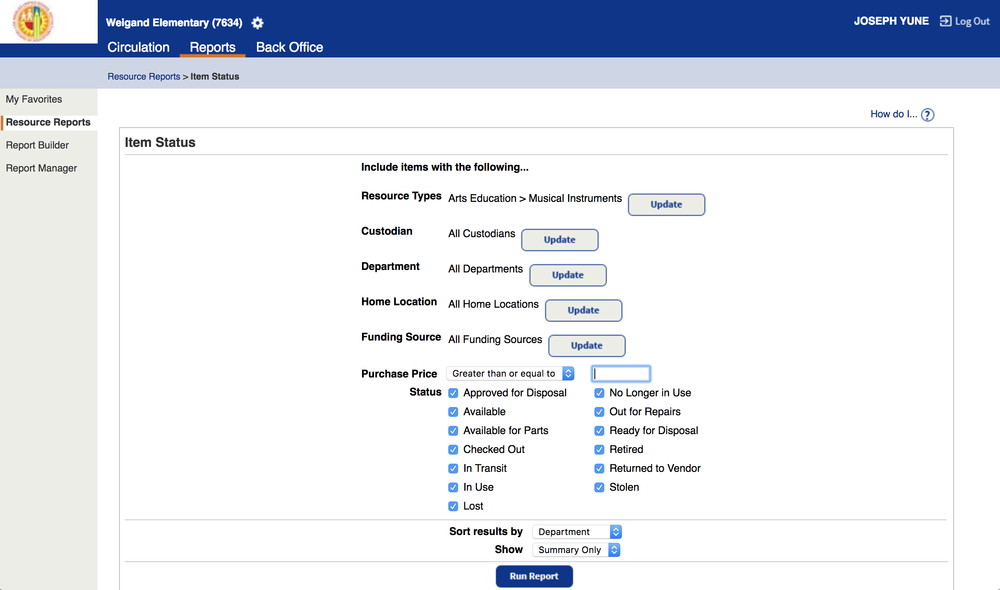 Weigand Elementary (7634)
JOSEPH YUNE
Log Out
Circulation
Reports
Back Office
Resource Reports > Item Status
My Favorites
Resource Reports
Report Builder
Report Manager
How do I... ?
Item Status
Include items with the following...
Resource Types Arts Education > Musical Instruments Update
Custodian All Custodians Update
Department All Departments Update
Home Location All Home Locations Update
Funding Source All Funding Sources Update
Purchase Price Greater than or equal to
Status Approved for Disposal No Longer in Use
Available Out for Repairs
Available for Parts Ready for Disposal
Checked Out Retired
In Transit Returned to Vendor
In Use Stolen
Lost
Sort results by Department
Show Summary Only
Run Report